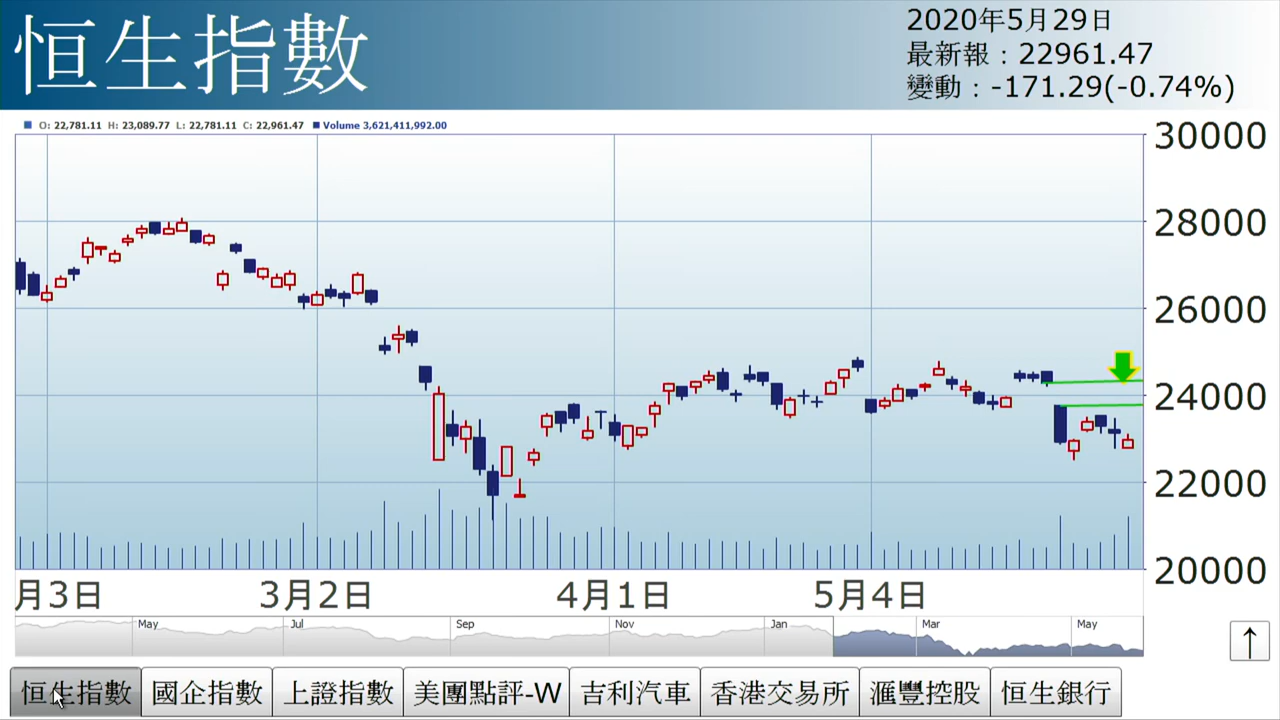 恒生指數
2020年5月29日
最新報：22961.47
變動：-171.29(-0.74%)
O: 22,781.11 H: 23,089.77 L: 22,781.11 C: 22,961.47 Volume 3,621,411,992.00
30000
28000
26000
24000
22000
20000
月3日 3月2日 4月1日 5月4日
May Jul Sep Nov Jan Mar May
↑
恒生指數 國企指數 上證指數 美團點評-W 吉利汽車 香港交易所 滙豐控股 恒生銀行